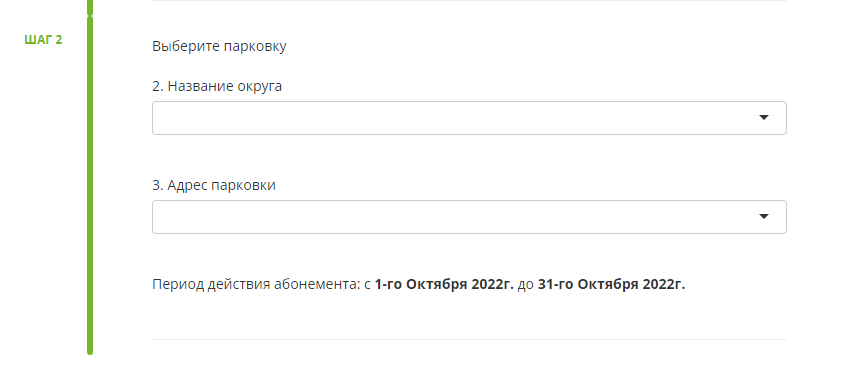 ШАГ 2
Выберите парковку
2. Название округа
3. Адрес парковки
Период действия абонемента: с 1-го Октября 2022г. до 31-го Октября 2022г.